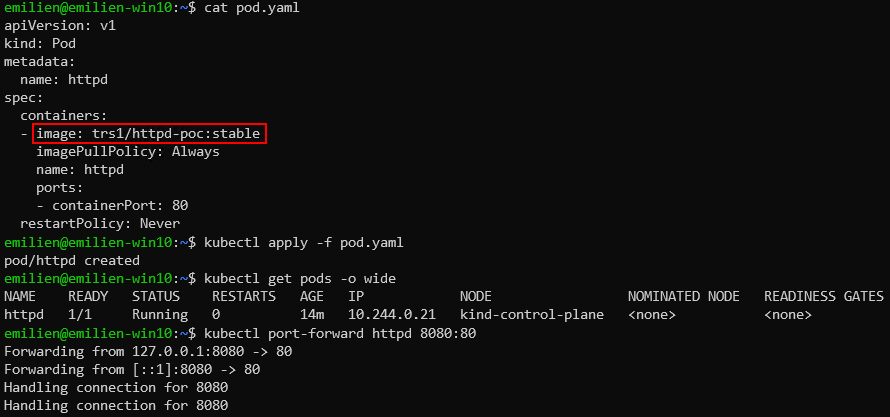 emilien@emilien-win10:~$ cat pod.yaml
apiVersion: v1
kind: Pod
metadata:
  name: httpd
spec:
  containers:
  - image: trs1/httpd-poc:stable
    imagePullPolicy: Always
    name: httpd
    ports:
    - containerPort: 80
  restartPolicy: Never
emilien@emilien-win10:~$ kubectl apply -f pod.yaml
pod/httpd created
emilien@emilien-win10:~$ kubectl get pods -o wide
NAME    READY   STATUS    RESTARTS   AGE   IP            NODE                 NOMINATED NODE   READINESS GATES
httpd   1/1     Running   0          14m   10.244.0.21   kind-control-plane   <none>           <none>
emilien@emilien-win10:~$ kubectl port-forward httpd 8080:80
Forwarding from 127.0.0.1:8080 -> 80
Forwarding from [::1]:8080 -> 80
Handling connection for 8080
Handling connection for 8080